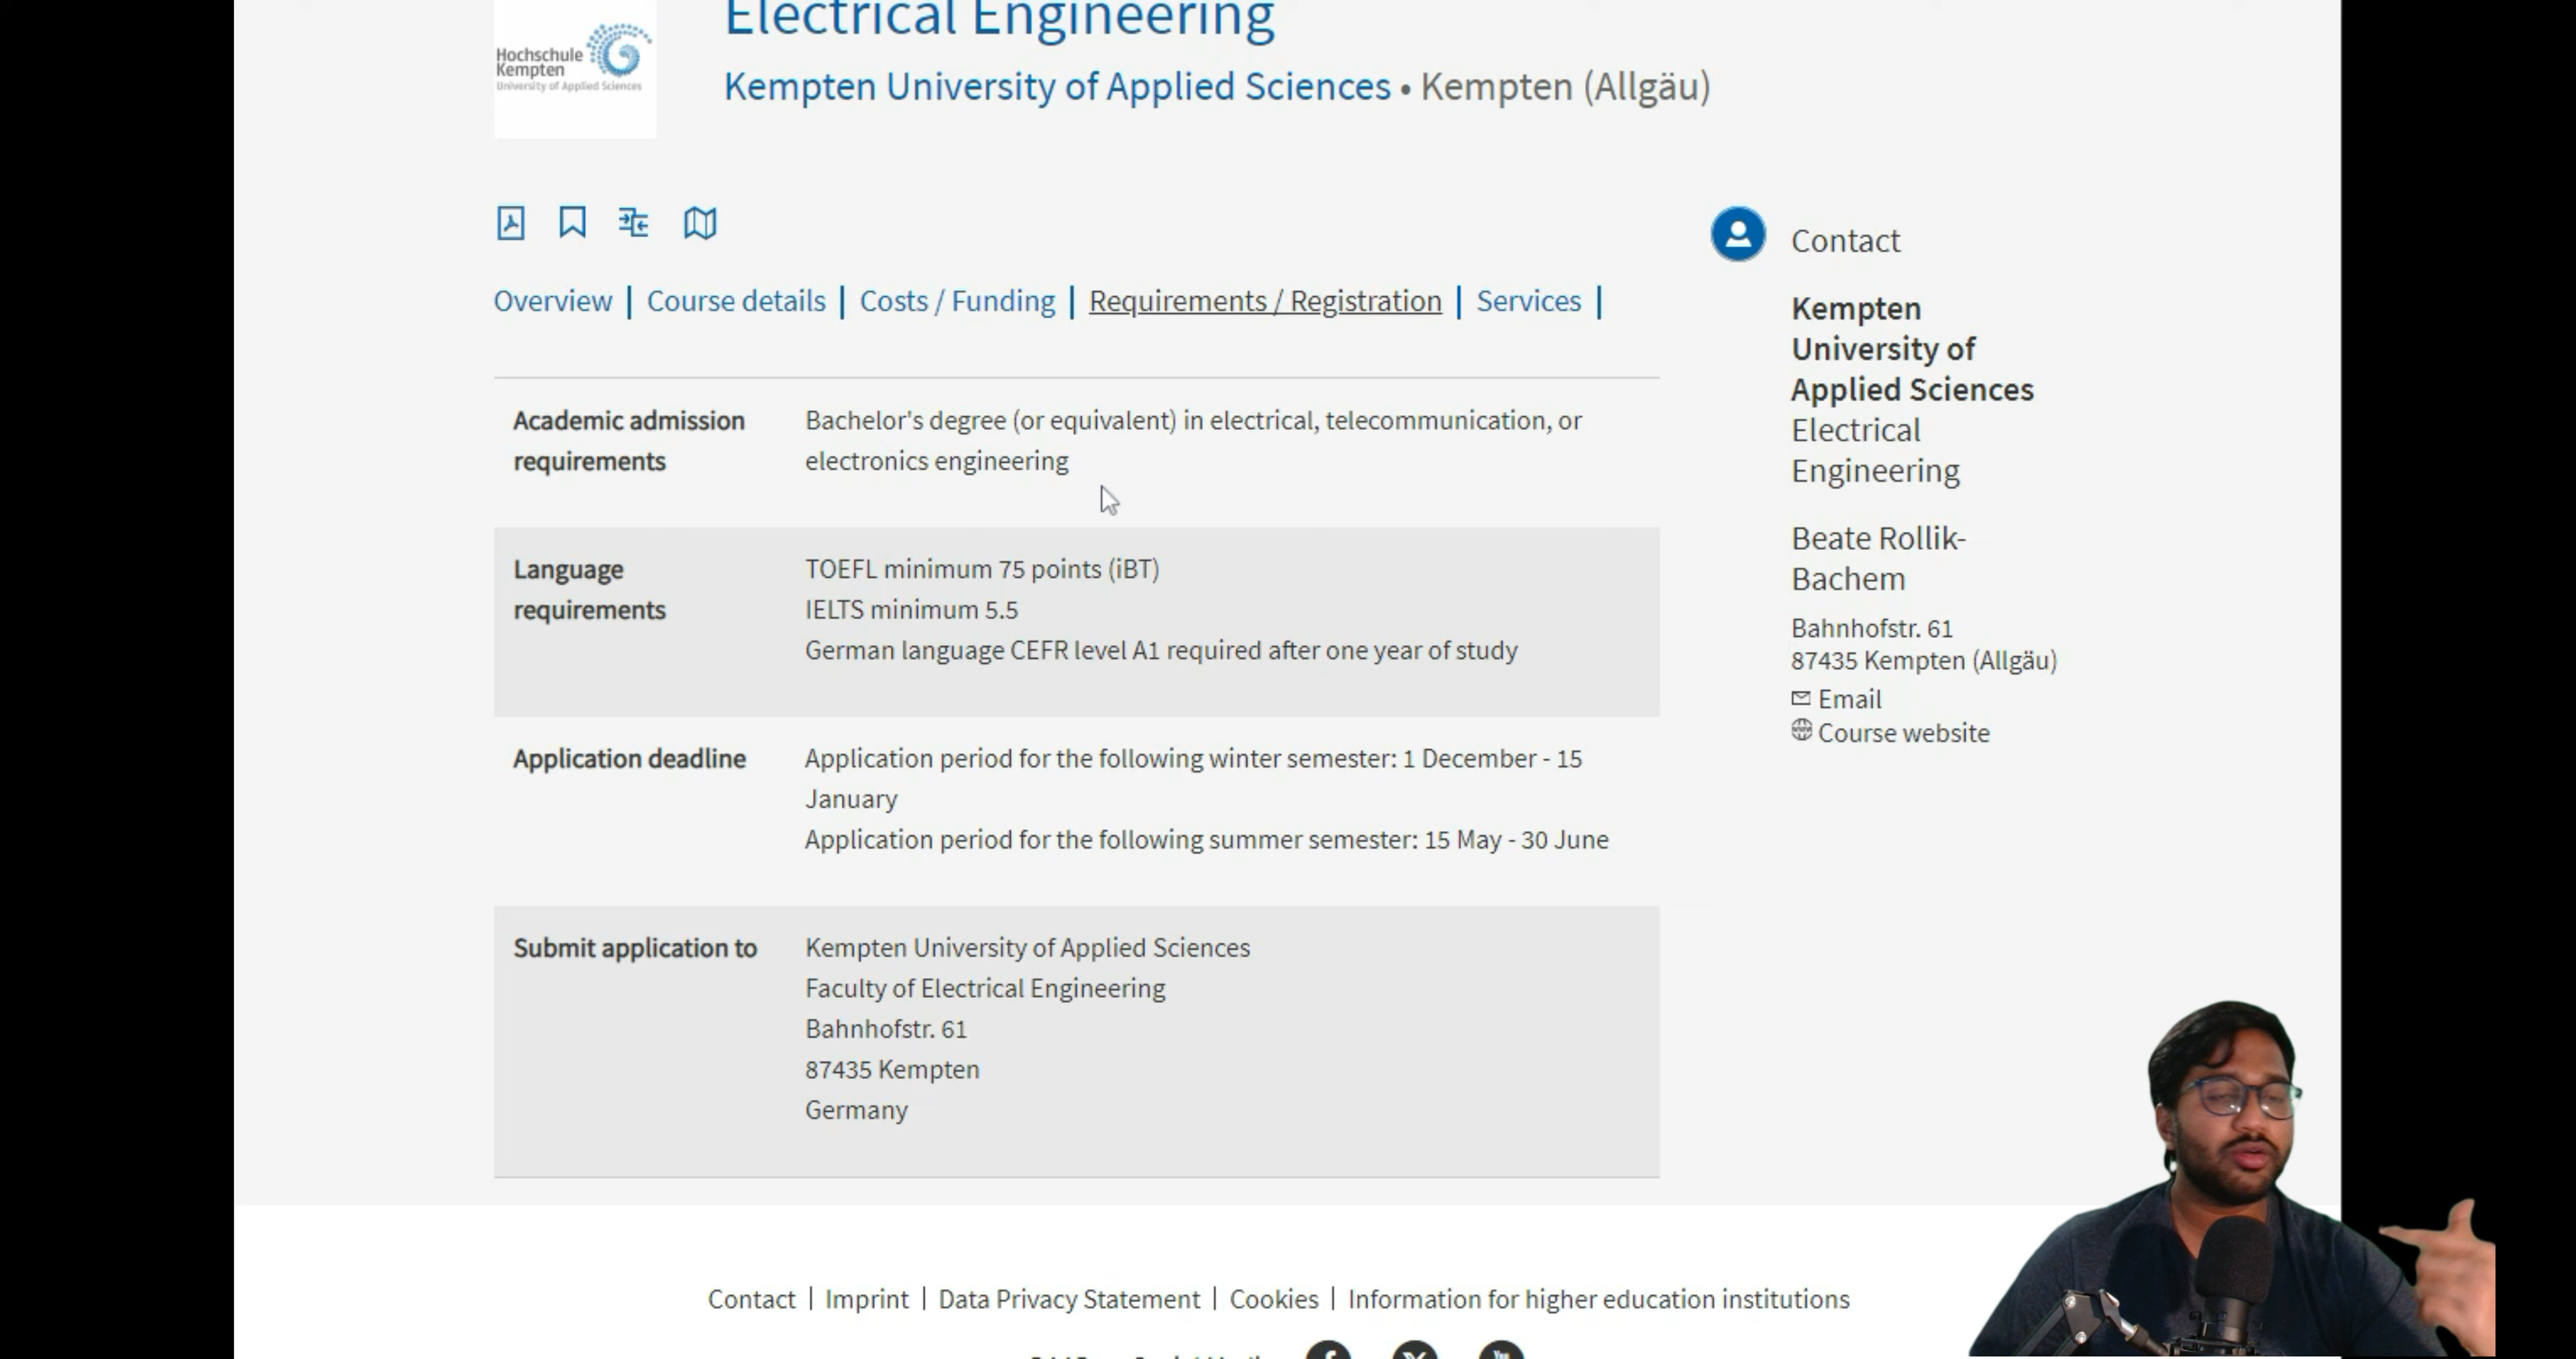 Electrical Engineering
Hochschule
Kempten
University of Applied Sciences
Kempten University of Applied Sciences • Kempten (Allgäu)
Overview | Course details | Costs / Funding | Requirements / Registration | Services |
Academic admission requirements
Bachelor's degree (or equivalent) in electrical, telecommunication, or
electronics engineering
Language requirements
TOEFL minimum 75 points (iBT)
IELTS minimum 5.5
German language CEFR level A1 required after one year of study
Application deadline
Application period for the following winter semester: 1 December - 15
January
Application period for the following summer semester: 15 May - 30 June
Submit application to
Kempten University of Applied Sciences
Faculty of Electrical Engineering
Bahnhofstr. 61
87435 Kempten
Germany
Contact
Kempten
University of
Applied Sciences
Electrical
Engineering
Beate Rollik-
Bachem
Bahnhofstr. 61
87435 Kempten (Allgäu)
Email
Course website
Contact | Imprint | Data Privacy Statement | Cookies | Information for higher education institutions